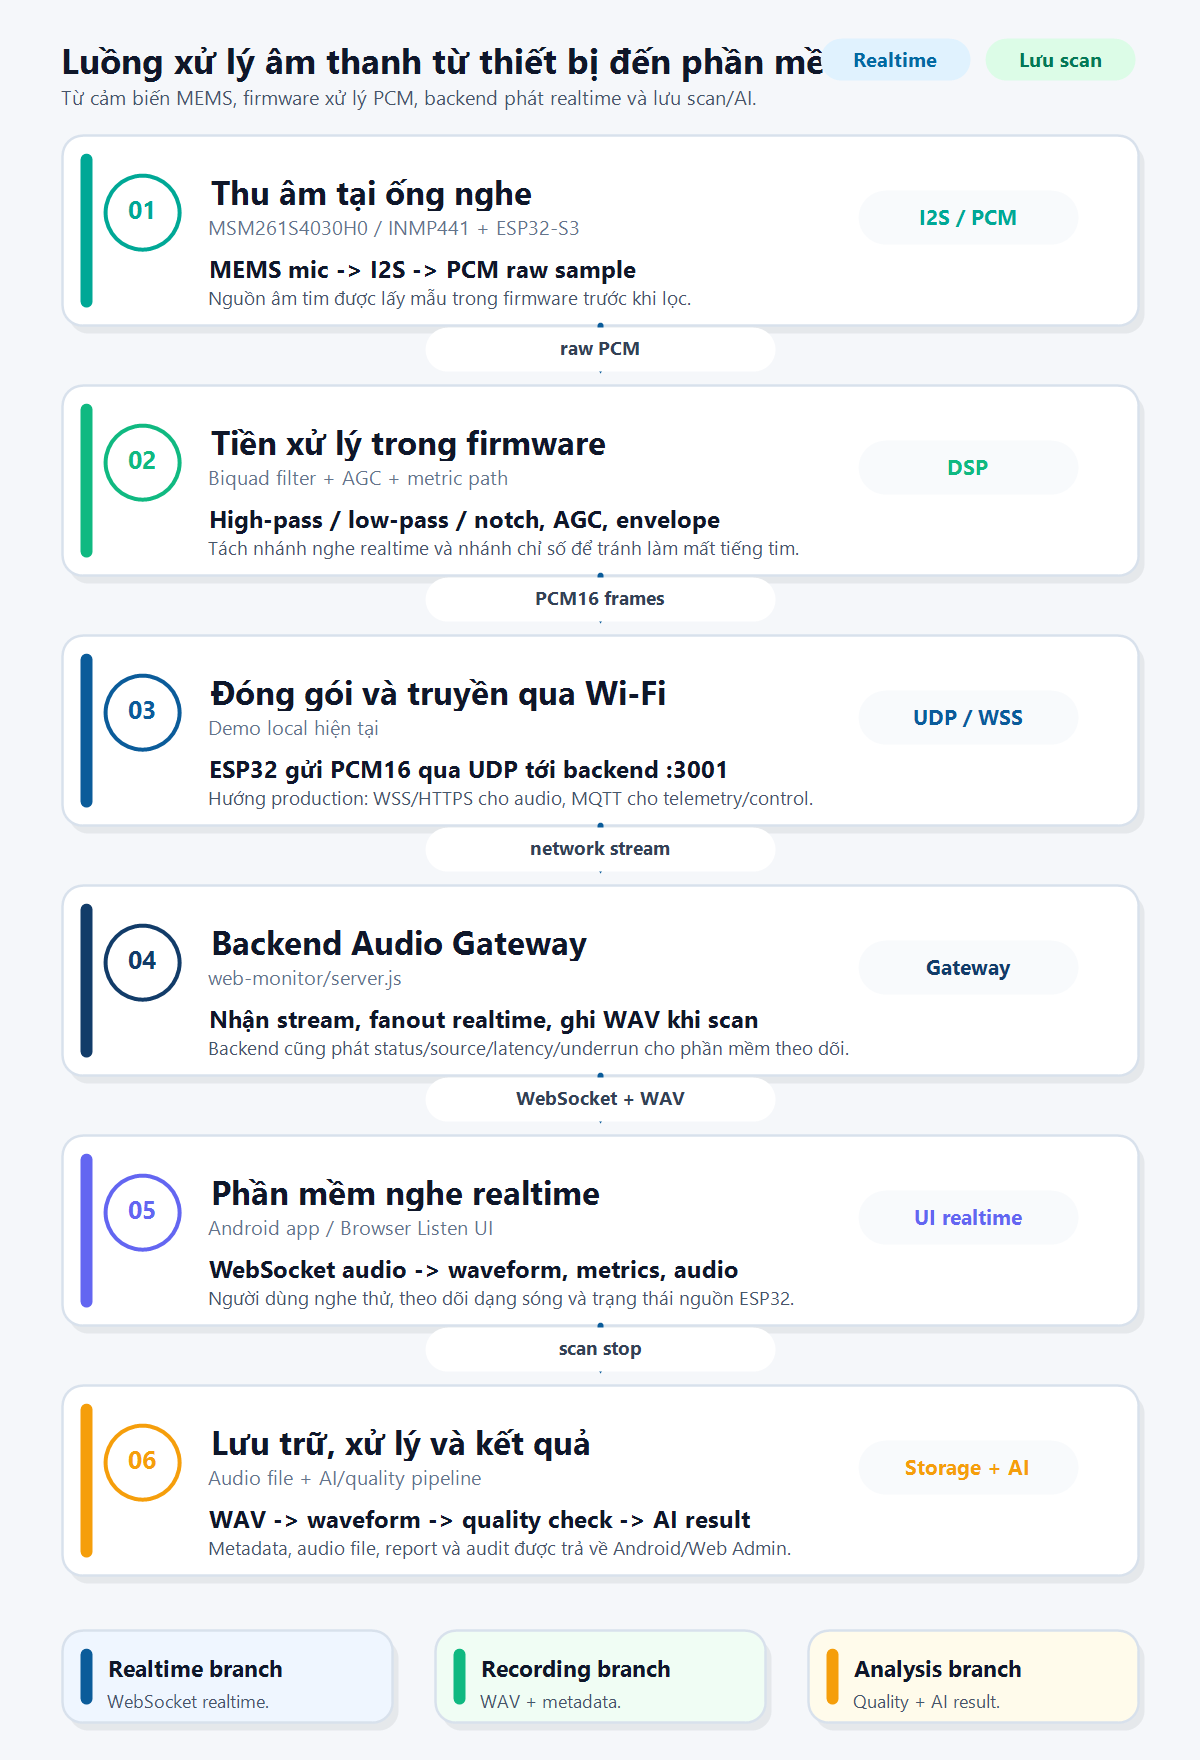 Luồng xử lý âm thanh từ thiết bị đến phần mề
Realtime
Lưu scan
Từ cảm biến MEMS, firmware xử lý PCM, backend phát realtime và lưu scan/AI.
01
Thu âm tại ống nghe
MSM261S4030H0 / INMP441 + ESP32-S3
MEMS mic -> I2S -> PCM raw sample
Nguồn âm tim được lấy mẫu trong firmware trước khi lọc.
I2S / PCM
raw PCM
02
Tiền xử lý trong firmware
Biquad filter + AGC + metric path
High-pass / low-pass / notch, AGC, envelope
Tách nhánh nghe realtime và nhánh chỉ số để tránh làm mất tiếng tim.
DSP
PCM16 frames
03
Đóng gói và truyền qua Wi-Fi
Demo local hiện tại
ESP32 gửi PCM16 qua UDP tới backend :3001
Hướng production: WSS/HTTPS cho audio, MQTT cho telemetry/control.
UDP / WSS
network stream
04
Backend Audio Gateway
web-monitor/server.js
Nhận stream, fanout realtime, ghi WAV khi scan
Backend cũng phát status/source/latency/underrun cho phần mềm theo dõi.
Gateway
WebSocket + WAV
05
Phần mềm nghe realtime
Android app / Browser Listen UI
WebSocket audio -> waveform, metrics, audio
Người dùng nghe thử, theo dõi dạng sóng và trạng thái nguồn ESP32.
UI realtime
scan stop
06
Lưu trữ, xử lý và kết quả
Audio file + AI/quality pipeline
WAV -> waveform -> quality check -> AI result
Metadata, audio file, report và audit được trả về Android/Web Admin.
Storage + AI
Realtime branch
WebSocket realtime.
Recording branch
WAV + metadata.
Analysis branch
Quality + AI result.